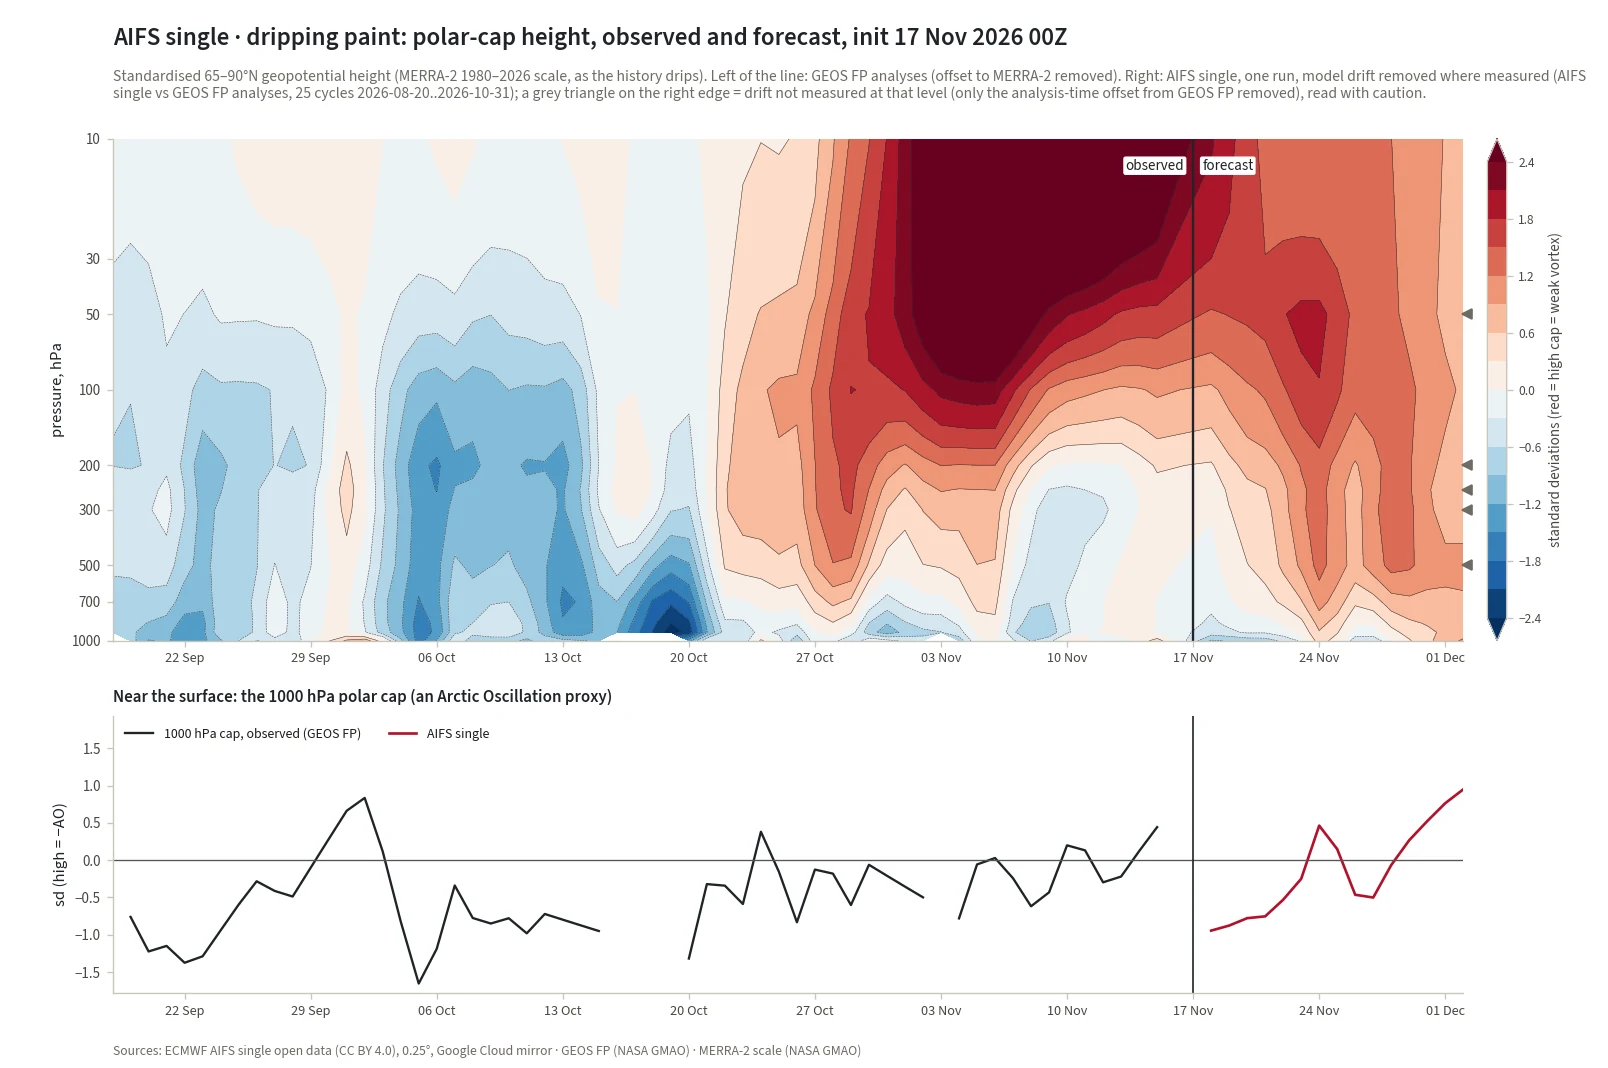 AIFS single · dripping paint: polar-cap height, observed and forecast, init 17 Nov 2026 00Z
Standardised 65–90°N geopotential height (MERRA-2 1980–2026 scale, as the history drips). Left of the line: GEOS FP analyses (offset to MERRA-2 removed). Right: AIFS single, one run, model drift removed where measured (AIFS
single vs GEOS FP analyses, 25 cycles 2026-08-20..2026-10-31); a grey triangle on the right edge = drift not measured at that level (only the analysis-time offset from GEOS FP removed), read with caution.
pressure, hPa
10
30
50
100
200
300
500
700
1000
observed
forecast
22 Sep
29 Sep
06 Oct
13 Oct
20 Oct
27 Oct
03 Nov
10 Nov
17 Nov
24 Nov
01 Dec
2.4
1.8
1.2
0.6
0.0
−0.6
−1.2
−1.8
−2.4
standard deviations (red = high cap = weak vortex)
Near the surface: the 1000 hPa polar cap (an Arctic Oscillation proxy)
1000 hPa cap, observed (GEOS FP)
AIFS single
sd (high = −AO)
1.5
1.0
0.5
0.0
−0.5
−1.0
−1.5
22 Sep
29 Sep
06 Oct
13 Oct
20 Oct
27 Oct
03 Nov
10 Nov
17 Nov
24 Nov
01 Dec
Sources: ECMWF AIFS single open data (CC BY 4.0), 0.25°, Google Cloud mirror · GEOS FP (NASA GMAO) · MERRA-2 scale (NASA GMAO)